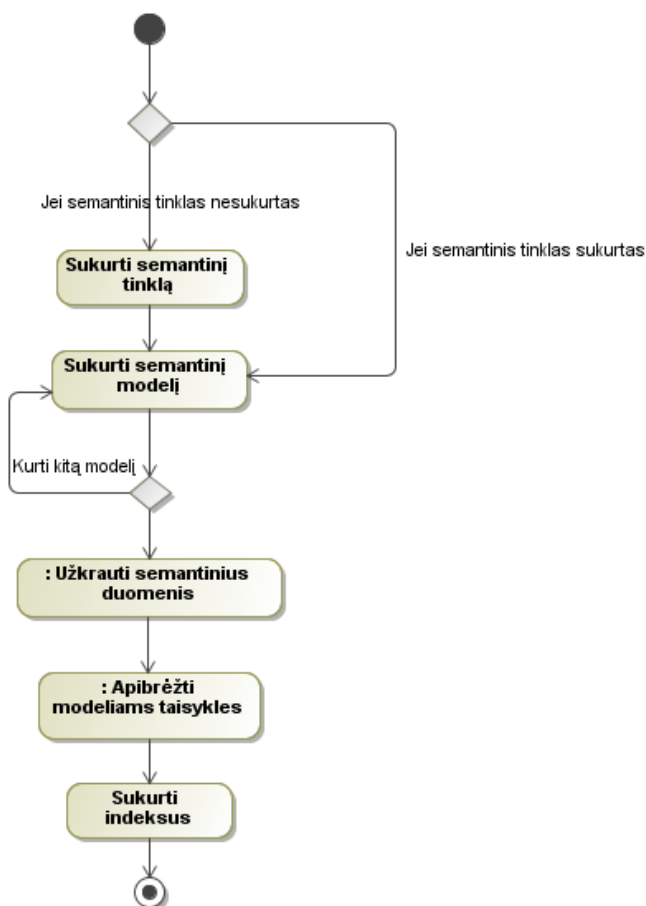 Jei semantinis tinklas nesukurtas
Jei semantinis tinklas sukurtas
Sukurti semantinį
tinklą
Sukurti semantinį
modelį
Kurti kitą modelį
: Užkrauti semantinius
duomenis
: Apibrėžti
modeliams taisykles
Sukurti
indeksus